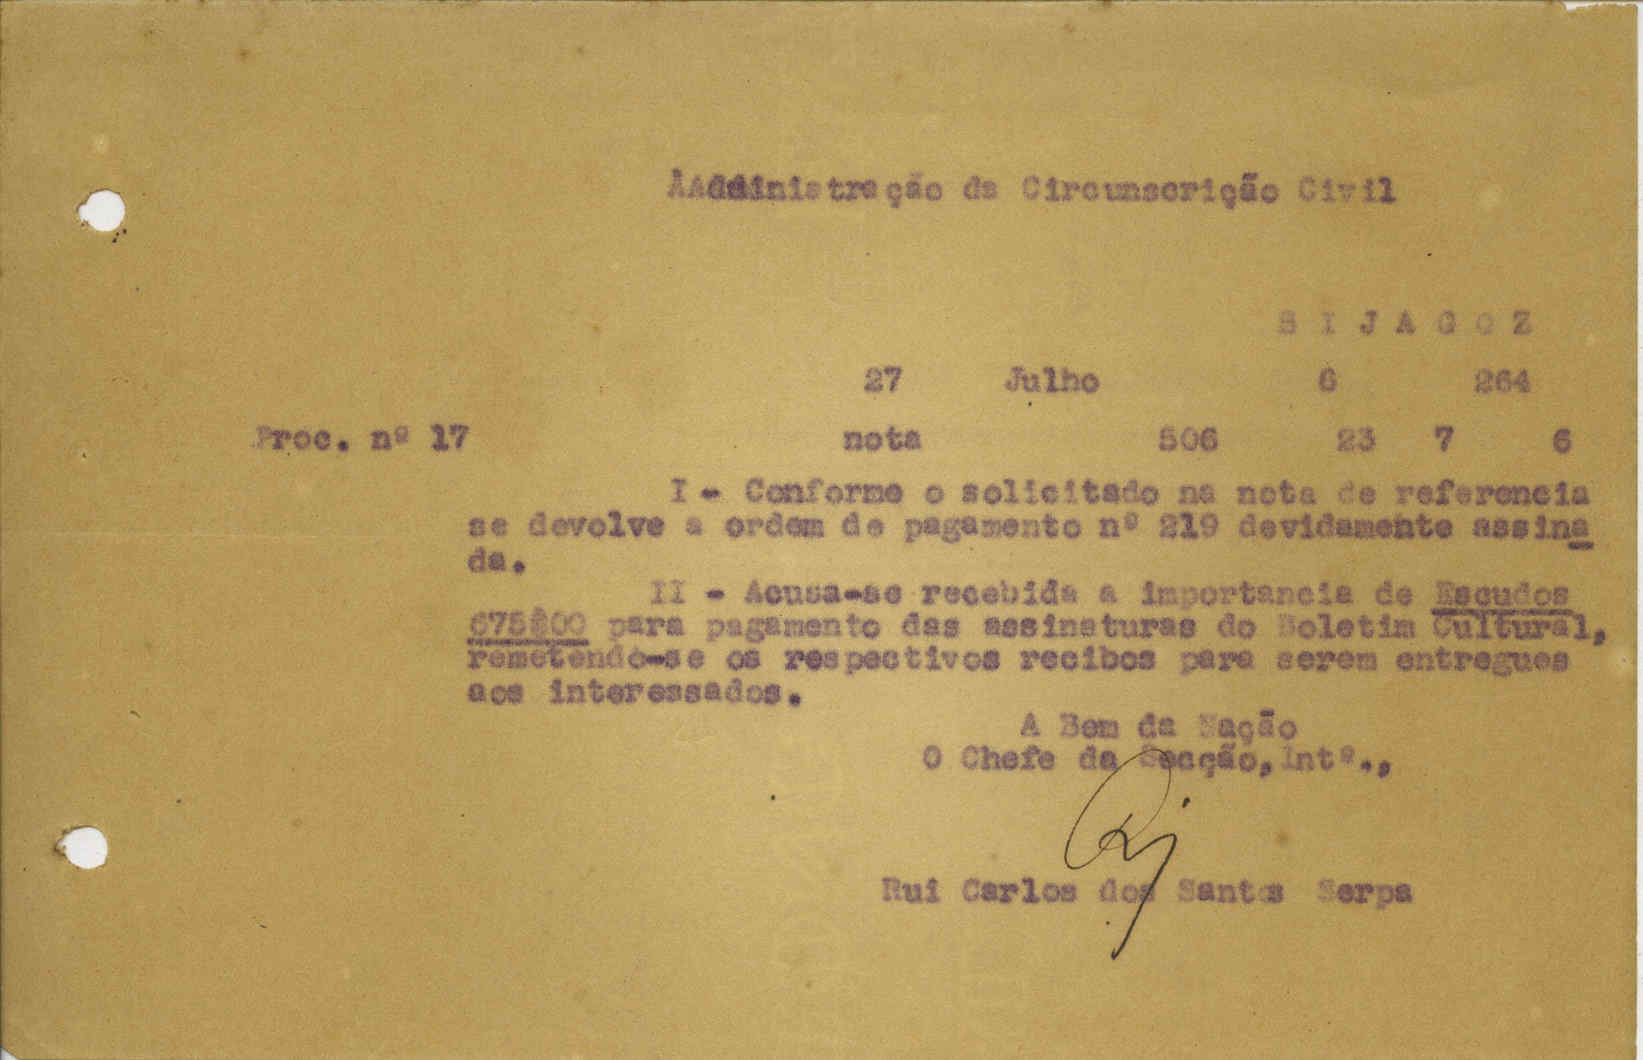 ÀAdministração da Circunscrição Civil
B I J A G O Z
27 Julho 6 264
Proc. nº 17 nota 506 23 7 6
I - Conforme o solicitado na nota de referencia
se devolve a ordem de pagamento nº 219 devidamente assina
da.
II - Acusa-se recebida a importancia de Escudos
675$00 para pagamento das assinaturas do Boletim Cultural,
remetendo-se os respectivos recibos para serem entregues
aos interessados.
A Bem da Nação
O Chefe da Secção, Intº.,
Rui Carlos dos Santos Serpa